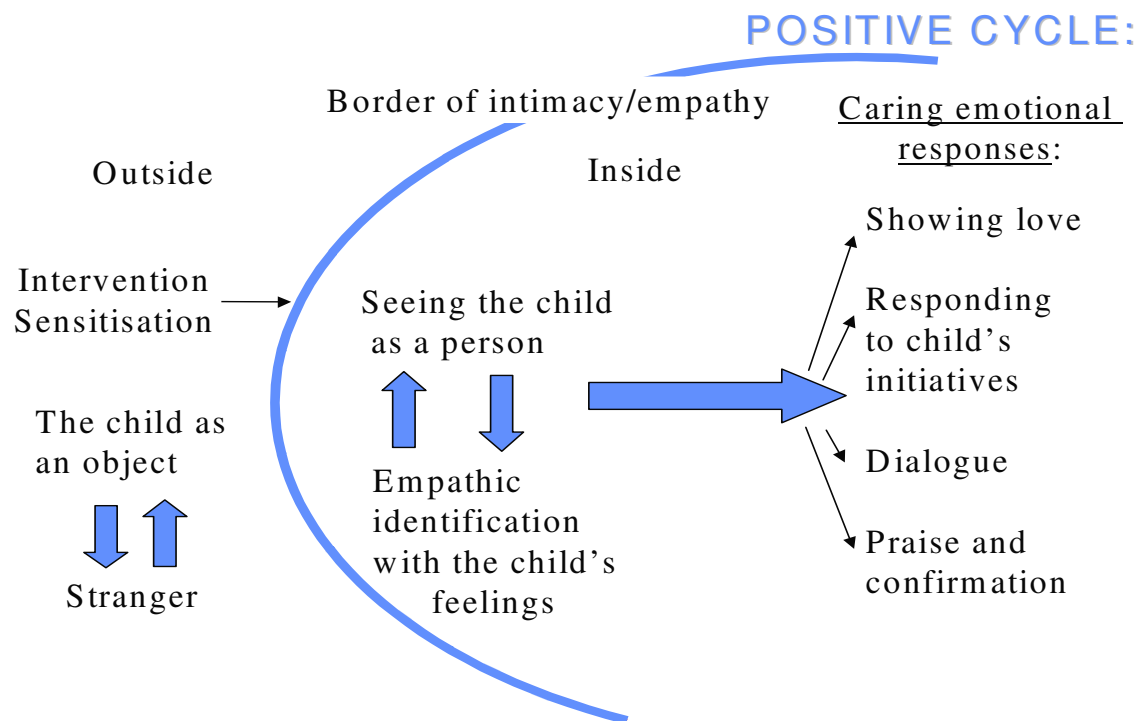 POSITIVE CYCLE:
Border of intimacy/empathy
Caring emotional
responses:
Outside
Inside
Showing love
Intervention
Sensitisation
Seeing the child
as a person
Responding
to child's
initiatives
The child as
an object
Empathic
identification
with the child's
feelings
Dialogue
Stranger
Praise and
confirmation